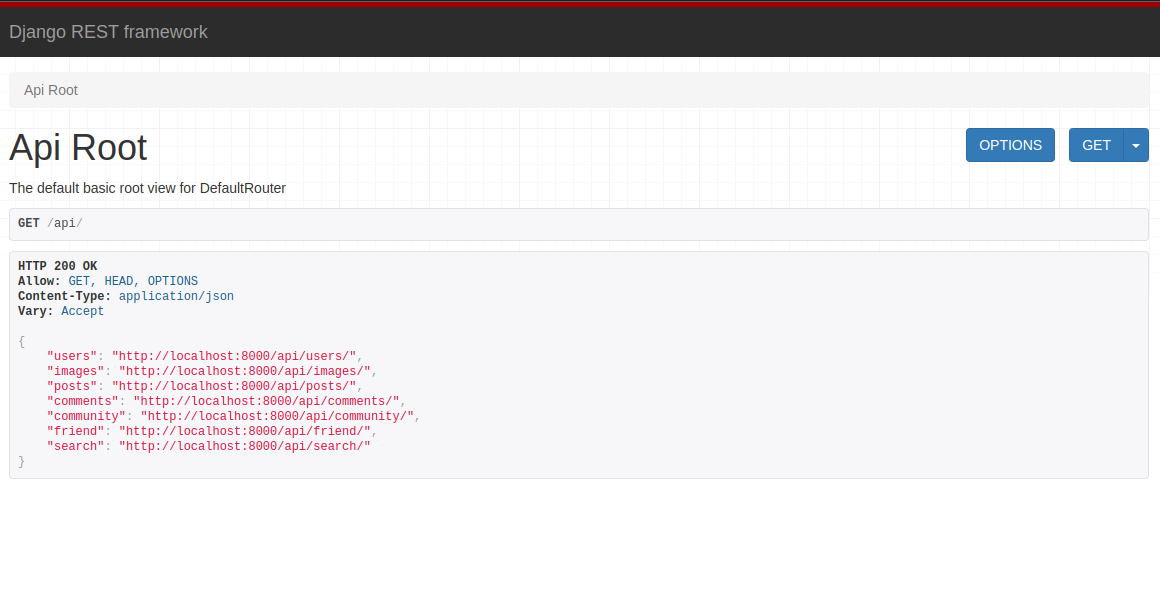 Django REST framework
Api Root
Api Root
OPTIONS
GET
The default basic root view for DefaultRouter
GET /api/
HTTP 200 OK
Allow: GET, HEAD, OPTIONS
Content-Type: application/json
Vary: Accept
{
    "users": "http://localhost:8000/api/users/",
    "images": "http://localhost:8000/api/images/",
    "posts": "http://localhost:8000/api/posts/",
    "comments": "http://localhost:8000/api/comments/",
    "community": "http://localhost:8000/api/community/",
    "friend": "http://localhost:8000/api/friend/",
    "search": "http://localhost:8000/api/search/"
}